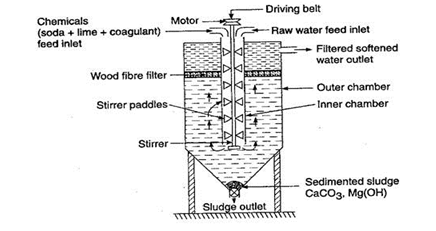 Driving belt
Chemicals
(soda + lime + coagulant)
feed inlet
Motor
Raw water feed inlet
Filtered softened
water outlet
Wood fibre filter
Outer chamber
Stirrer paddles
Inner chamber
Stirrer
Sedimented sludge
CaCO3, Mg(OH)
Sludge outlet